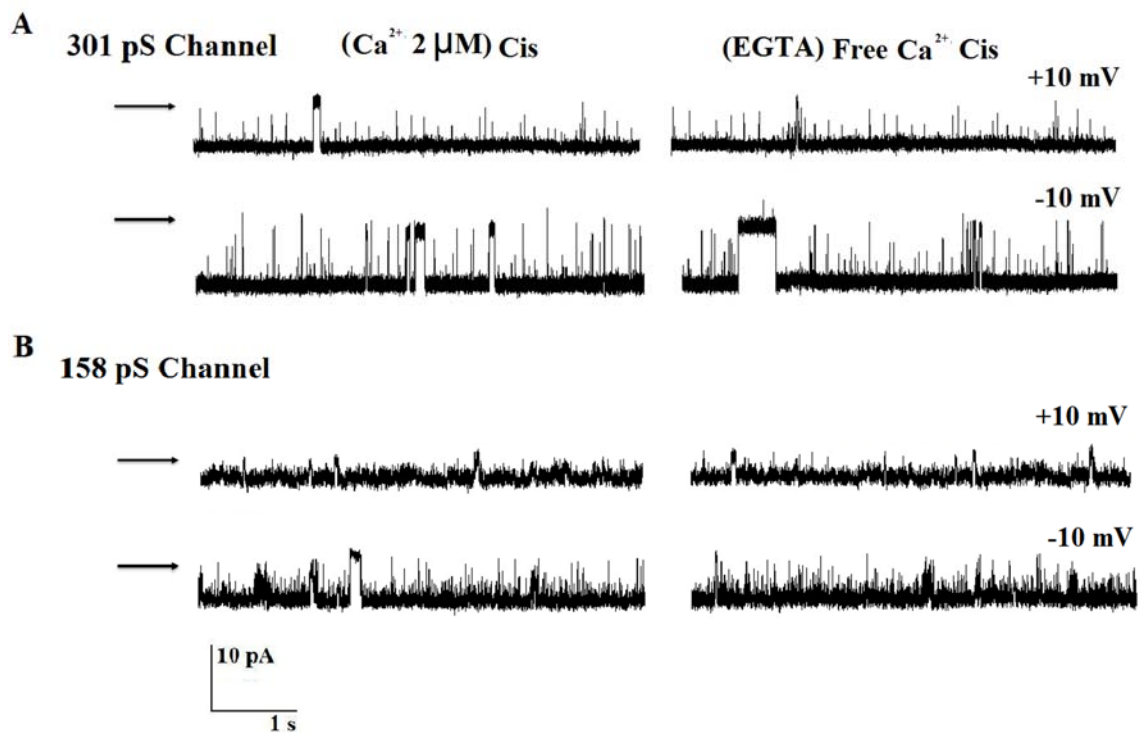 A
301 pS Channel
(Ca²⁺ 2 µM) Cis
(EGTA) Free Ca²⁺ Cis
+10 mV
-10 mV
B
158 pS Channel
+10 mV
-10 mV
10 pA
1 s